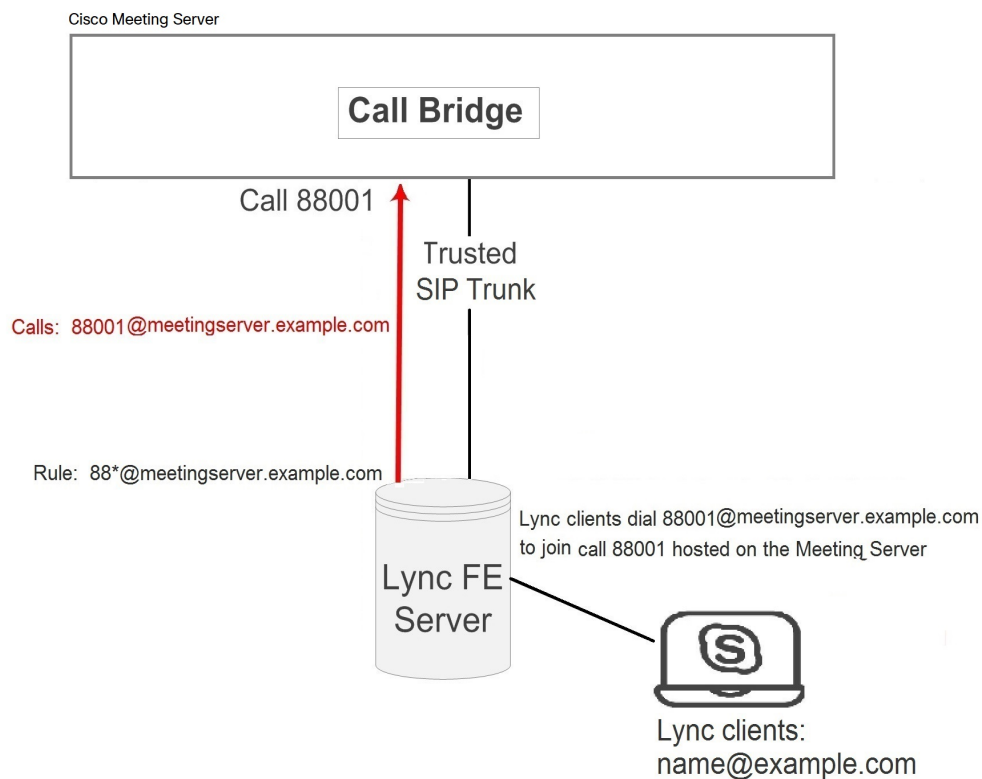 Cisco Meeting Server
Call Bridge
Call 88001
Trusted
SIP Trunk
Calls: 88001@meetingserver.example.com
Rule: 88*@meetingserver.example.com
Lync clients dial 88001@meetingserver.example.com
to join call 88001 hosted on the Meeting Server
Lync FE
Server
S
Lync clients:
name@example.com